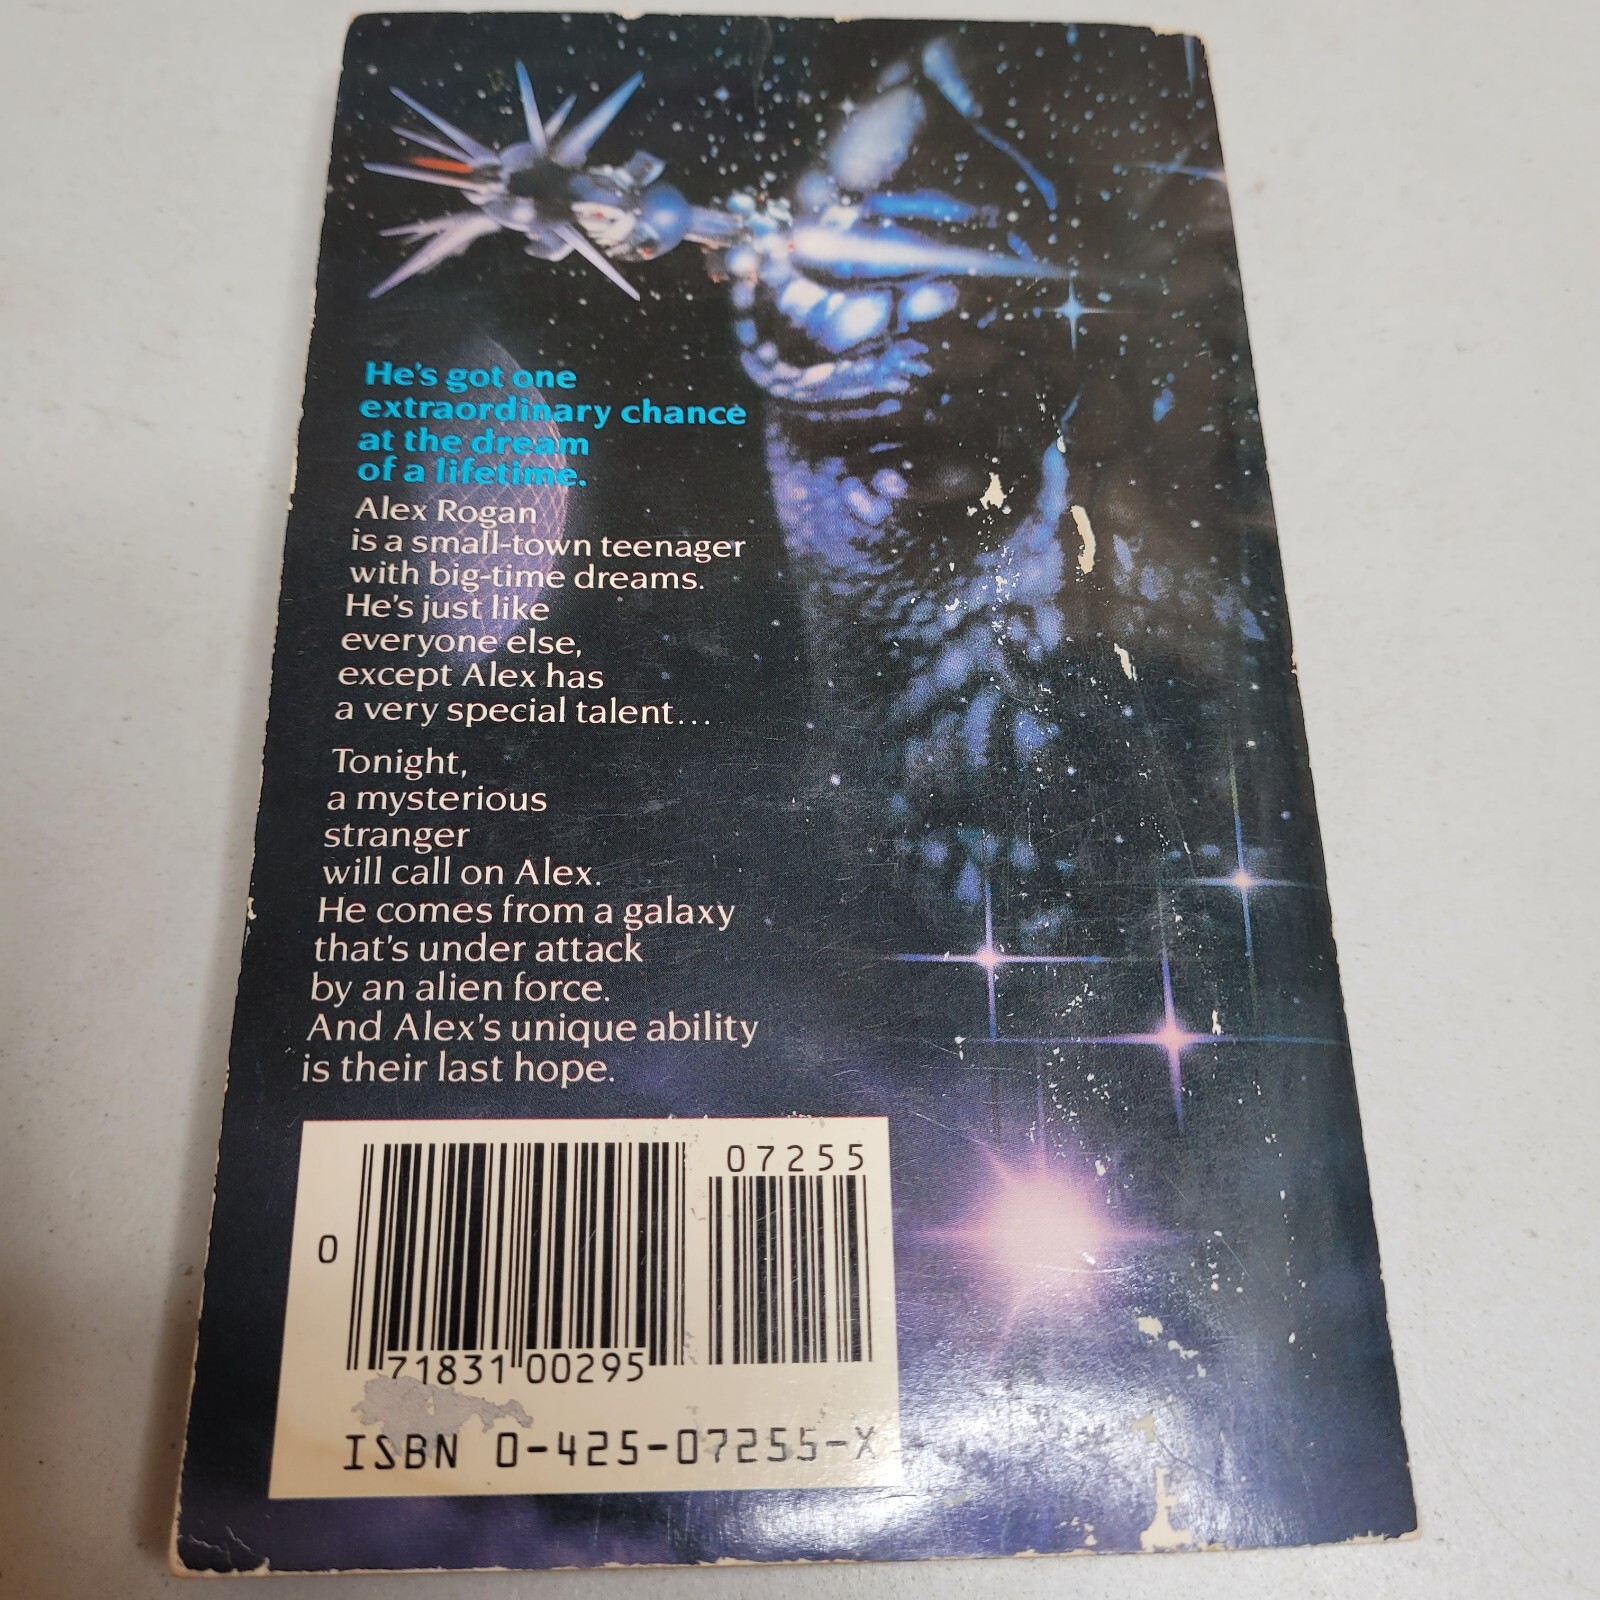 He's got one
extraordinary chance
at the dream
of a lifetime.
Alex Rogan
is a small-town teenager
with big-time dreams.
He's just like
everyone else,
except Alex has
a very special talent...
Tonight,
a mysterious
stranger
will call on Alex.
He comes from a galaxy
that's under attack
by an alien force.
And Alex's unique ability
is their last hope.
07255
0
71831 00295
ISBN 0-425-07255-X